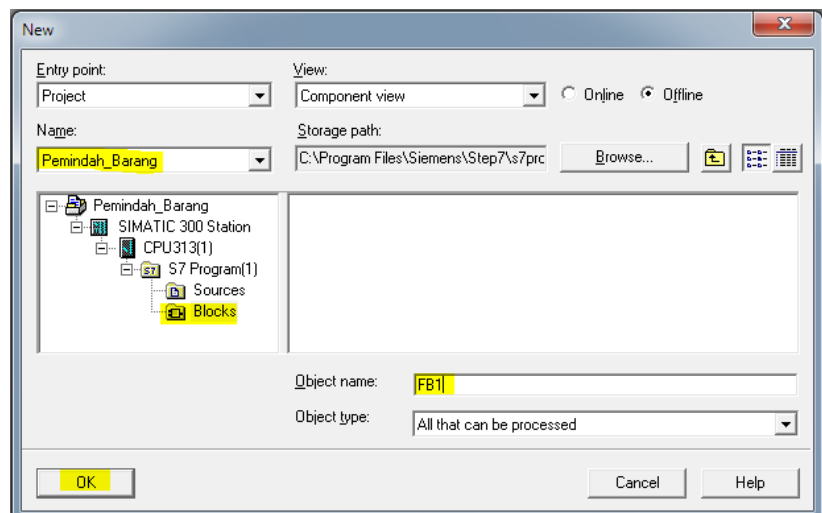 New
Entry point:
View:
Project
Component view
Online
Offline
Name:
Storage path:
Pemindah_Barang
C:\Program Files\Siemens\Step7\s7prc
Browse...
Pemindah_Barang
SIMATIC 300 Station
CPU313(1)
S7 Program(1)
Sources
Blocks
Object name:
FB1
Object type:
All that can be processed
OK
Cancel
Help